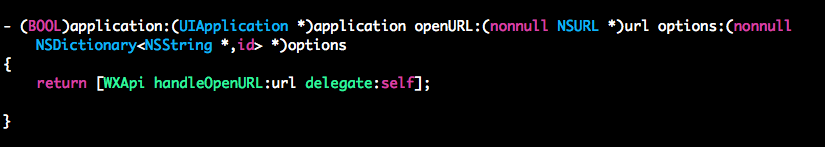 - (BOOL)application:(UIApplication *)application openURL:(nonnull NSURL *)url options:(nonnull
NSDictionary<NSString *,id> *)options
{
return [WXApi handleOpenURL:url delegate:self];
}